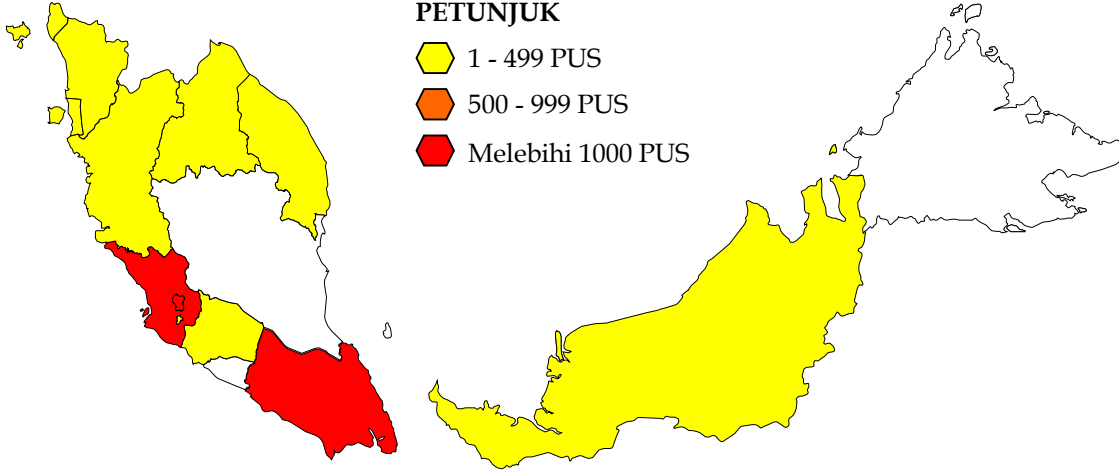 PETUNJUK
1 - 499 PUS
500 - 999 PUS
Melebihi 1000 PUS